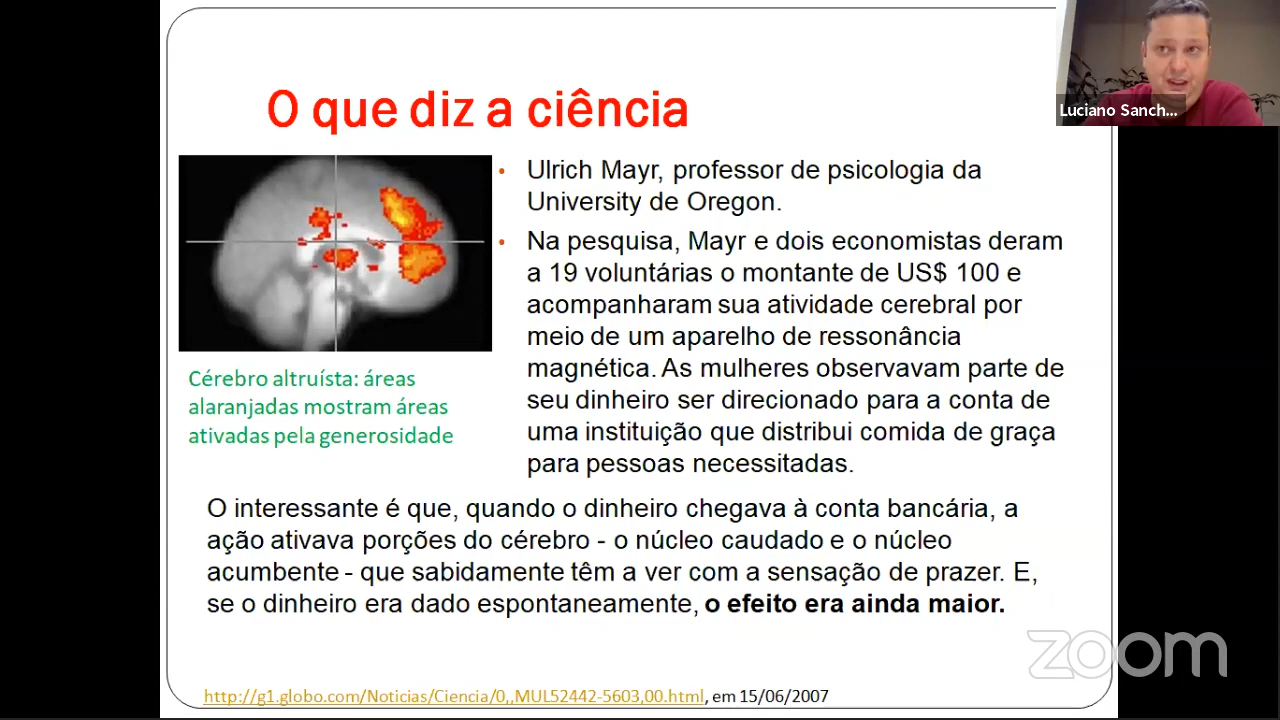 O que diz a ciência
Luciano Sanch...
• Ulrich Mayr, professor de psicologia da
University de Oregon.
• Na pesquisa, Mayr e dois economistas deram
a 19 voluntárias o montante de US$ 100 e
acompanharam sua atividade cerebral por
meio de um aparelho de ressonância
magnética. As mulheres observavam parte de
seu dinheiro ser direcionado para a conta de
uma instituição que distribui comida de graça
para pessoas necessitadas.
Cérebro altruísta: áreas
alaranjadas mostram áreas
ativadas pela generosidade
O interessante é que, quando o dinheiro chegava à conta bancária, a
ação ativava porções do cérebro - o núcleo caudado e o núcleo
acumbente - que sabidamente têm a ver com a sensação de prazer. E,
se o dinheiro era dado espontaneamente, o efeito era ainda maior.
zoom
http://g1.globo.com/Noticias/Ciencia/0,,MUL52442-5603,00.html, em 15/06/2007